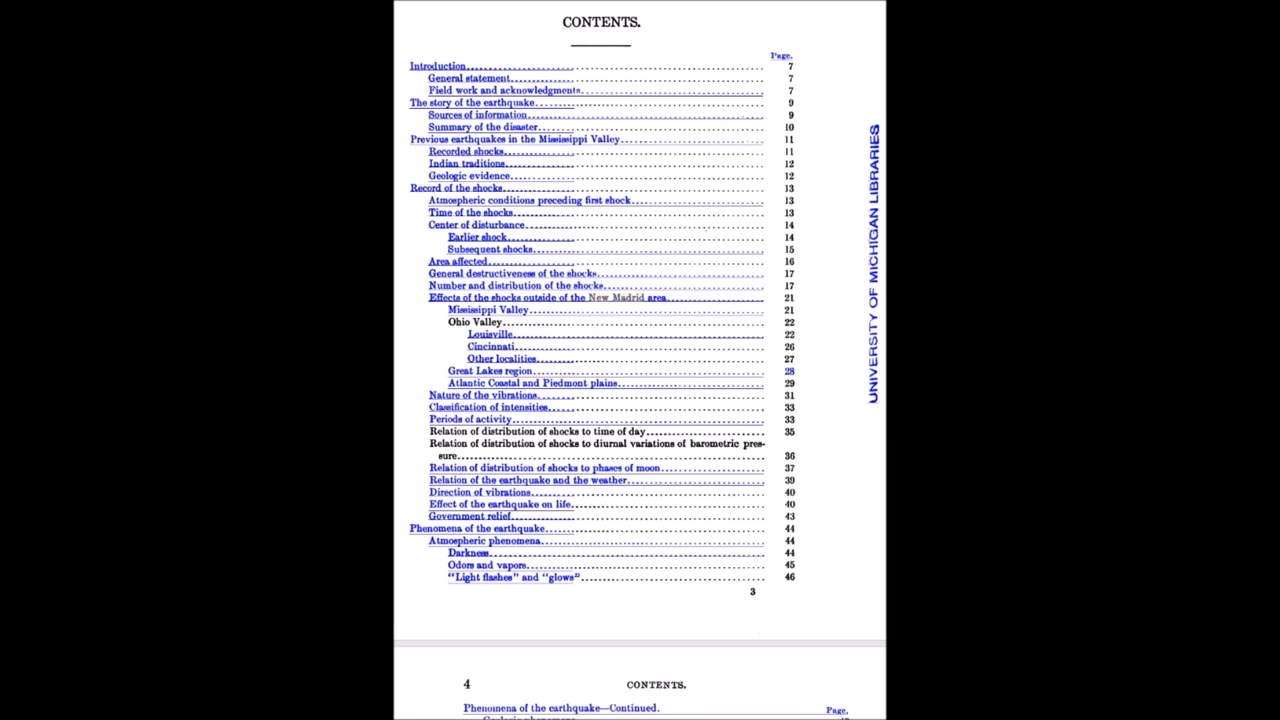 CONTENTS.
Page.
Introduction........................ 7
General statement........................ 7
Field work and acknowledgments........................ 7
The story of the earthquake........................ 9
Sources of information........................ 9
Summary of the disaster........................ 10
Previous earthquakes in the Mississippi Valley........................ 11
Recorded shocks........................ 11
Indian traditions........................ 12
Geologic evidence........................ 12
Record of the shocks........................ 13
Atmospheric conditions preceding first shock........................ 13
Time of the shocks........................ 13
Center of disturbance........................ 14
Earlier shock........................ 14
Subsequent shocks........................ 15
Area affected........................ 16
General destructiveness of the shocks........................ 17
Number and distribution of the shocks........................ 17
Effects of the shocks outside of the New Madrid area........................ 21
Mississippi Valley........................ 21
Ohio Valley........................ 22
Louisville........................ 22
Cincinnati........................ 26
Other localities........................ 27
Great Lakes region........................ 28
Atlantic Coastal and Piedmont plains........................ 29
Nature of the vibrations........................ 31
Classification of intensities........................ 33
Periods of activity........................ 33
Relation of distribution of shocks to time of day........................ 35
Relation of distribution of shocks to diurnal variations of barometric pres-
sure........................ 36
Relation of distribution of shocks to phases of moon........................ 37
Relation of the earthquake and the weather........................ 39
Direction of vibrations........................ 40
Effect of the earthquake on life........................ 40
Government relief........................ 43
Phenomena of the earthquake........................ 44
Atmospheric phenomena........................ 44
Darkness........................ 44
Odors and vapors........................ 45
"Light flashes" and "glows"........................ 46
3
UNIVERSITY OF MICHIGAN LIBRARIES
4 CONTENTS.
Phenomena of the earthquake—Continued. Page.